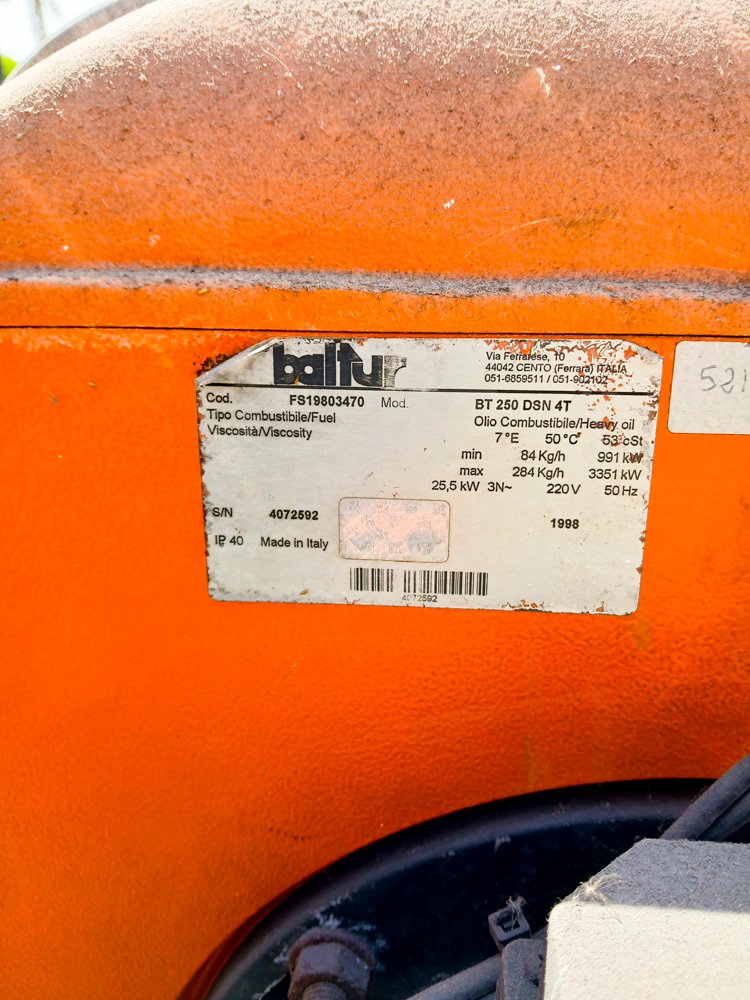 baltur
Via Ferrarese, 10
44042 CENTO (Ferrara) ITALIA
051-6859511 / 051-902102
Cod. FS19803470 Mod. BT 250 DSN 4T
Tipo Combustibile/Fuel Olio Combustibile/Heavy oil
Viscosità/Viscosity 7°E 50°C 53 cSt
min 84 Kg/h 991 kW
max 284 Kg/h 3351 kW
25,5 kW 3N~ 220V 50 Hz
S/N 4072592
1998
IP 40 Made in Italy
4072592